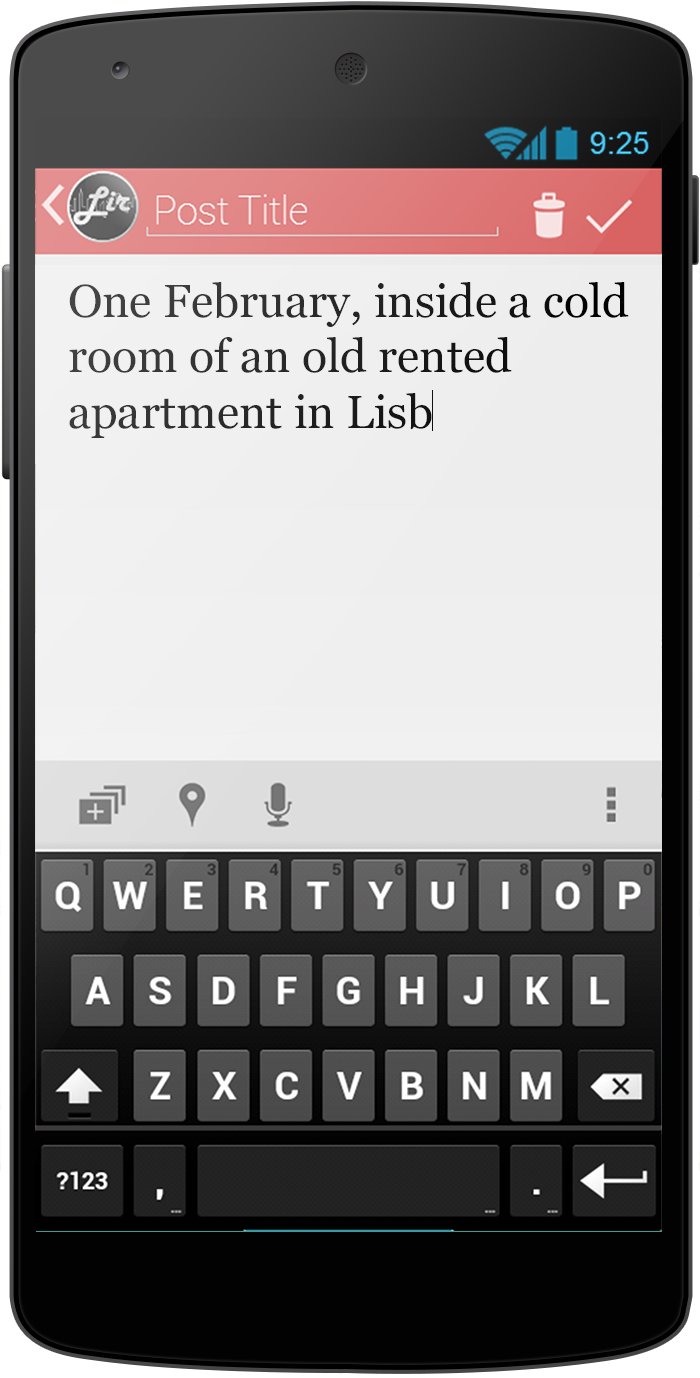 9:25
Lir
Post Title
One February, inside a cold
room of an old rented
apartment in Lisb
1 2 3 4 5 6 7 8 9 0
Q W E R T Y U I O P
A S D F G H J K L
Z X C V B N M
?123 , ... ... . ...